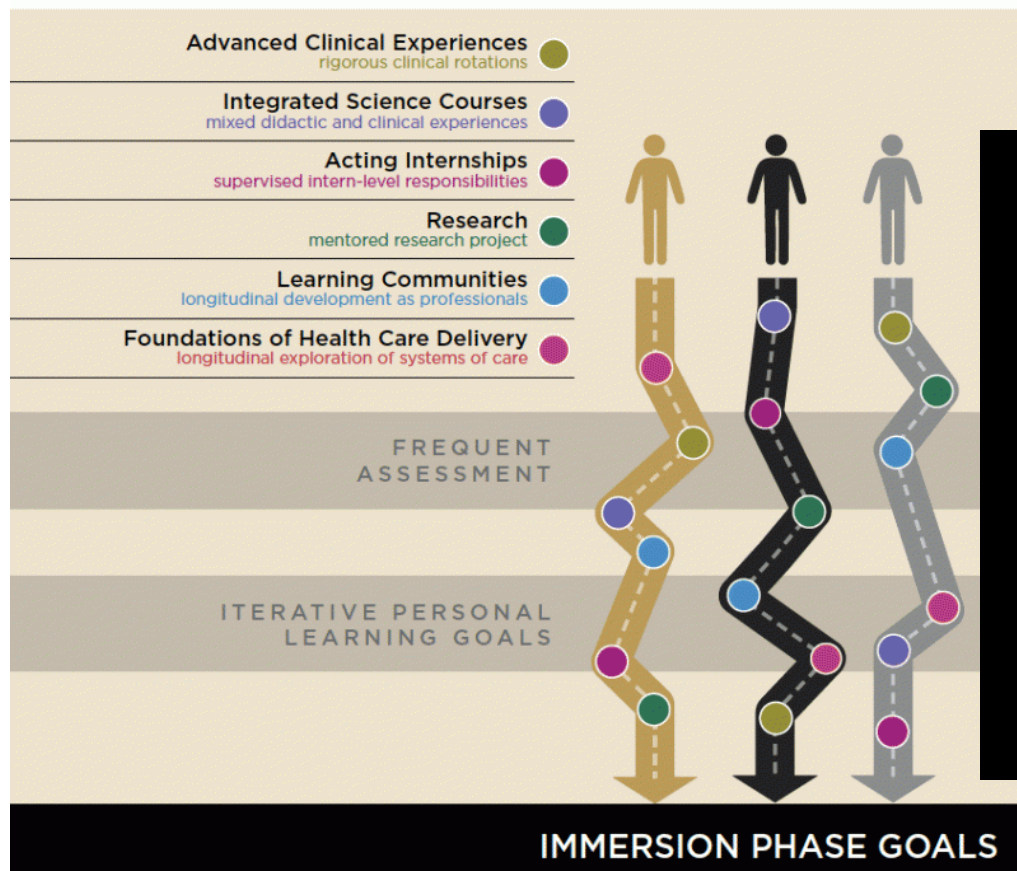 Advanced Clinical Experiences
rigorous clinical rotations
Integrated Science Courses
mixed didactic and clinical experiences
Acting Internships
supervised intern-level responsibilities
Research
mentored research project
Learning Communities
longitudinal development as professionals
Foundations of Health Care Delivery
longitudinal exploration of systems of care
FREQUENT
ASSESSMENT
ITERATIVE PERSONAL
LEARNING GOALS
IMMERSION PHASE GOALS